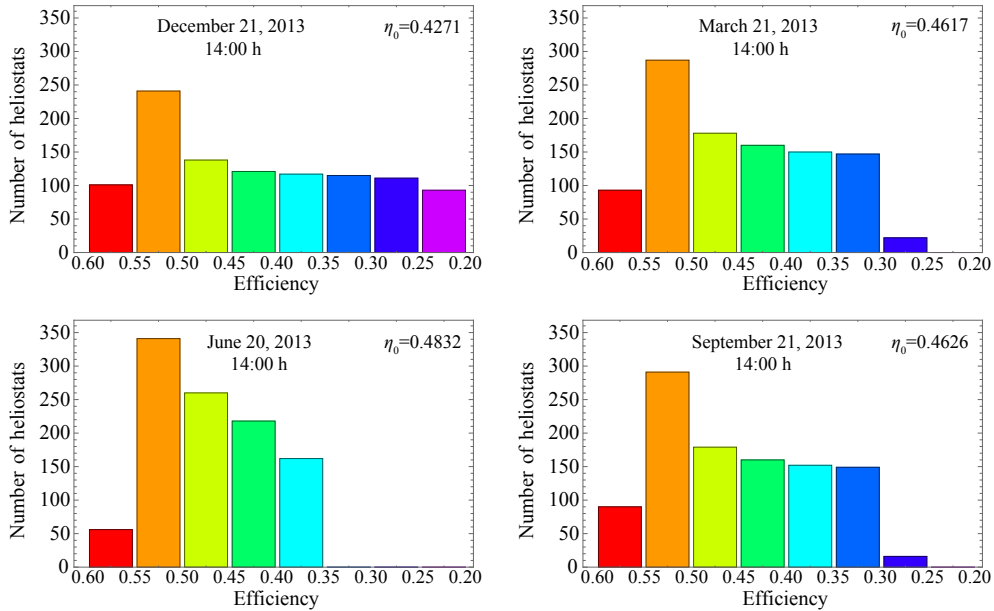 December 21, 2013
14:00 h
η0=0.4271
Number of heliostats
350
300
250
200
150
100
50
0
0.60 0.55 0.50 0.45 0.40 0.35 0.30 0.25 0.20
Efficiency
March 21, 2013
14:00 h
η0=0.4617
Number of heliostats
350
300
250
200
150
100
50
0
0.60 0.55 0.50 0.45 0.40 0.35 0.30 0.25 0.20
Efficiency
June 20, 2013
14:00 h
η0=0.4832
Number of heliostats
350
300
250
200
150
100
50
0
0.60 0.55 0.50 0.45 0.40 0.35 0.30 0.25 0.20
Efficiency
September 21, 2013
14:00 h
η0=0.4626
Number of heliostats
350
300
250
200
150
100
50
0
0.60 0.55 0.50 0.45 0.40 0.35 0.30 0.25 0.20
Efficiency